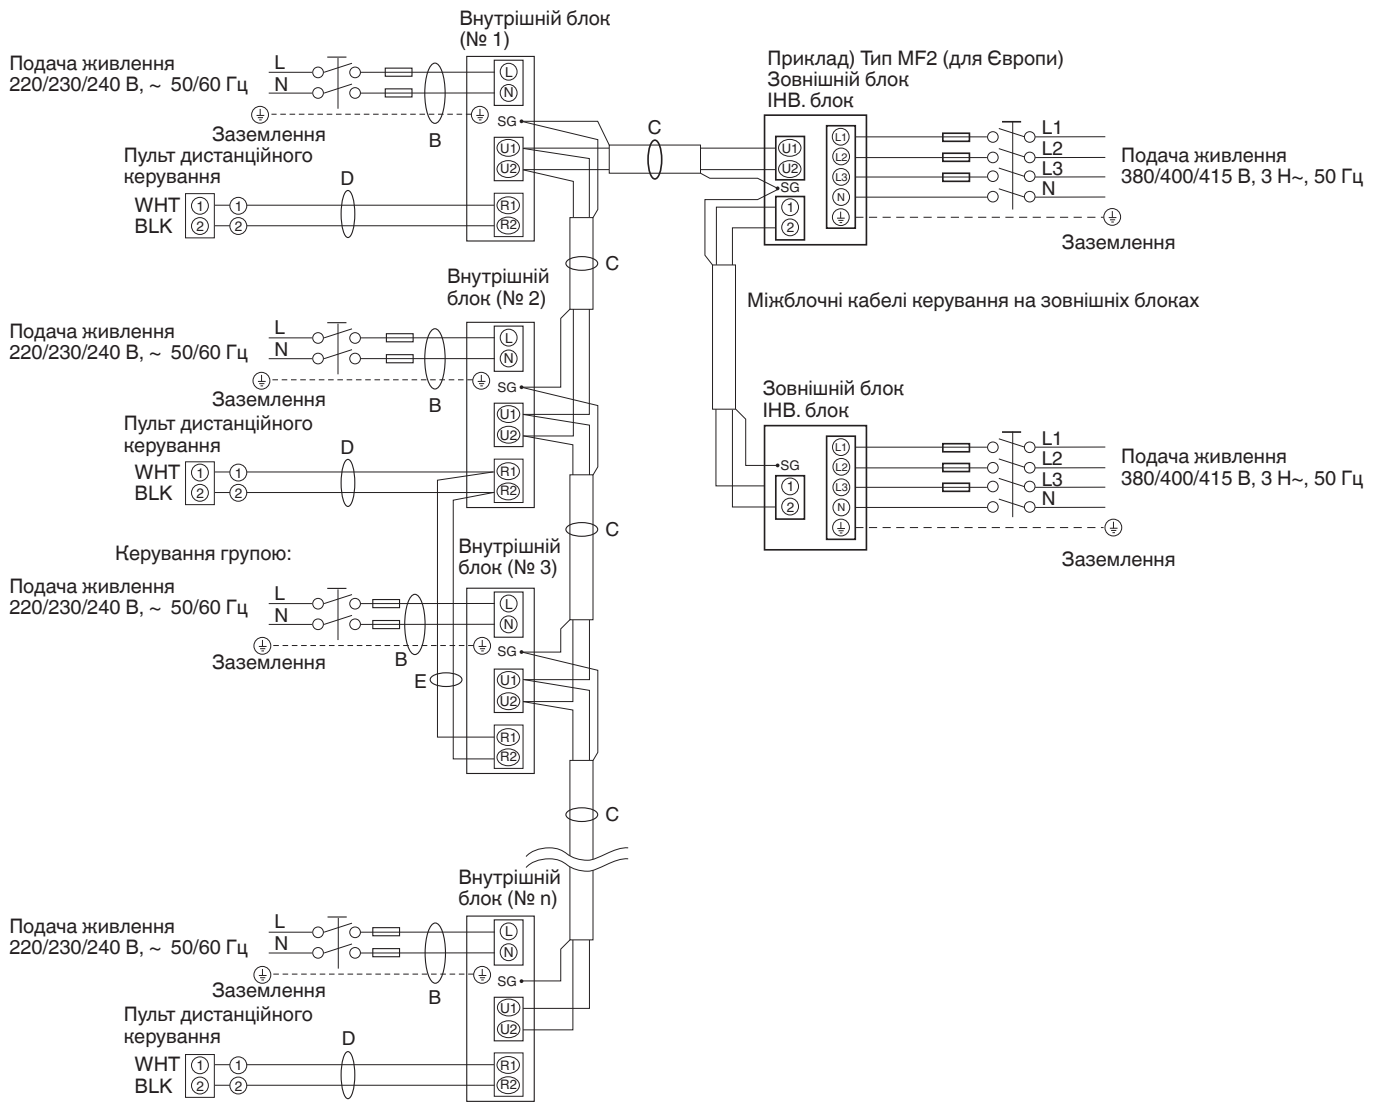 Внутрішній блок
(№ 1)
Подача живлення
220/230/240 В, ~ 50/60 Гц
L
N
B
Заземлення
L
N
SG
U1
U2
R1
R2
Пульт дистанційного
керування
D
WHT 1 1
BLK 2 2
C
Приклад) Тип MF2 (для Європи)
Зовнішній блок
ІНВ. блок
U1
U2
SG
1
2
L1
L2
L3
N
L1
L2
L3
N
Подача живлення
380/400/415 В, 3 Н~, 50 Гц
Заземлення
C
Міжблочні кабелі керування на зовнішніх блоках
Внутрішній
блок (№ 2)
Подача живлення
220/230/240 В, ~ 50/60 Гц
L
N
B
Заземлення
L
N
SG
U1
U2
R1
R2
Пульт дистанційного
керування
D
WHT 1 1
BLK 2 2
Зовнішній блок
ІНВ. блок
SG
1
2
L1
L2
L3
N
L1
L2
L3
N
Подача живлення
380/400/415 В, 3 Н~, 50 Гц
Заземлення
C
Керування групою:
Внутрішній
блок (№ 3)
Подача живлення
220/230/240 В, ~ 50/60 Гц
L
N
B
Заземлення
E
L
N
SG
U1
U2
R1
R2
C
Внутрішній
блок (№ n)
Подача живлення
220/230/240 В, ~ 50/60 Гц
L
N
B
Заземлення
L
N
SG
U1
U2
R1
R2
Пульт дистанційного
керування
D
WHT 1 1
BLK 2 2